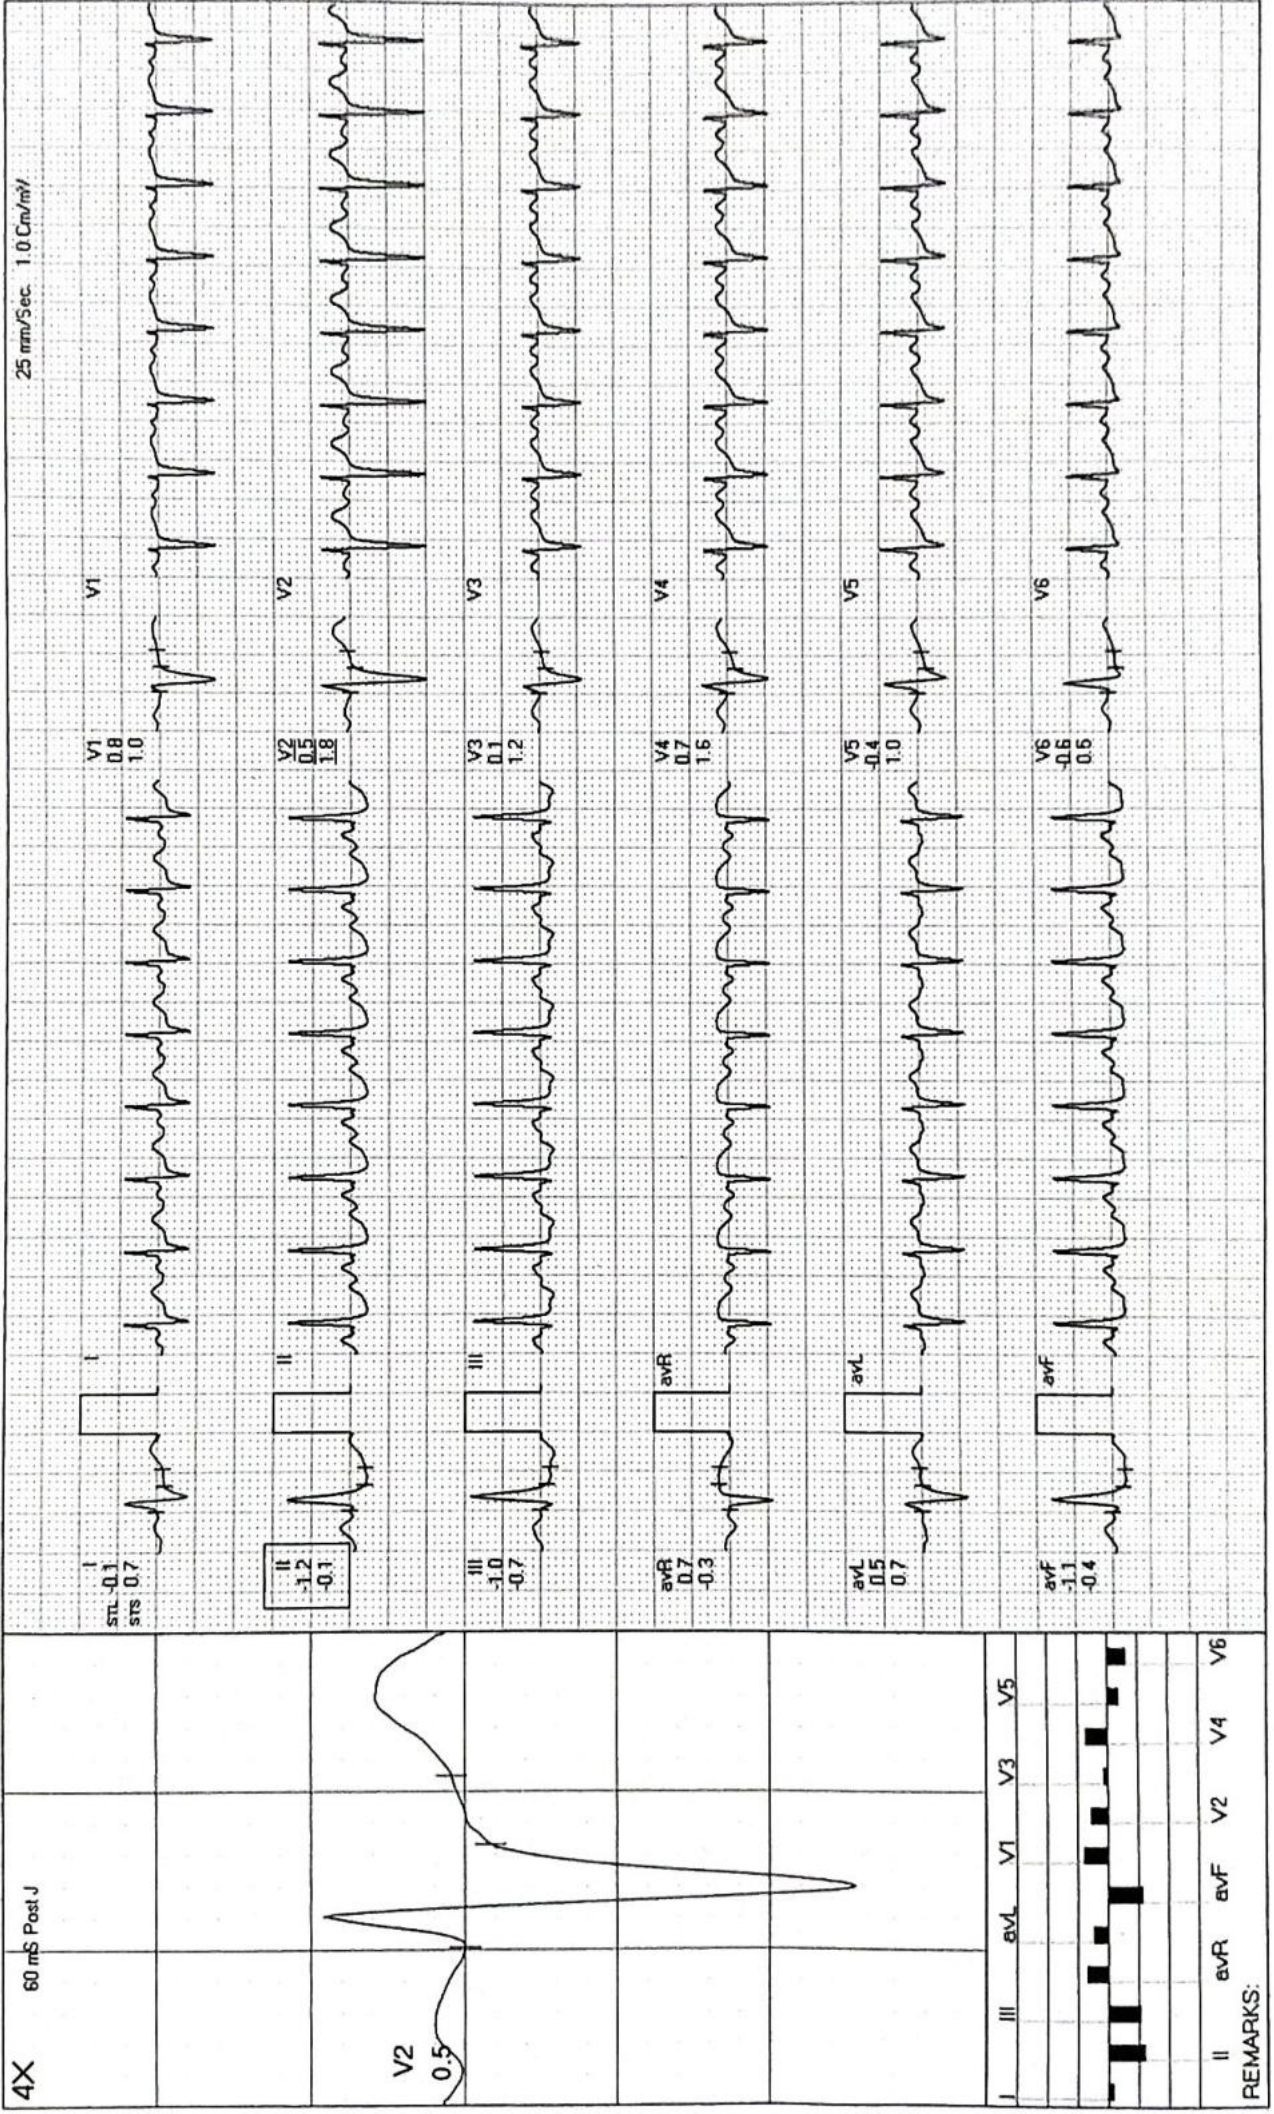 4X
60 mS Post J
25 mm/Sec. 1.0 Cm/mV
V2
0.5
I
STL -0.1
STS 0.7
I
V1
0.8
1.0
V1
II
-1.2
-0.1
II
V2
0.5
1.8
V2
III
-1.0
-0.7
III
V3
0.1
1.2
V3
avR
0.7
-0.3
avR
V4
0.7
1.6
V4
avL
0.5
0.7
avL
V5
-0.4
1.0
V5
avF
-1.1
-0.4
avF
V6
-0.6
0.6
V6
I III avL V1 V3 V5
II avR avF V2 V4 V6
REMARKS: